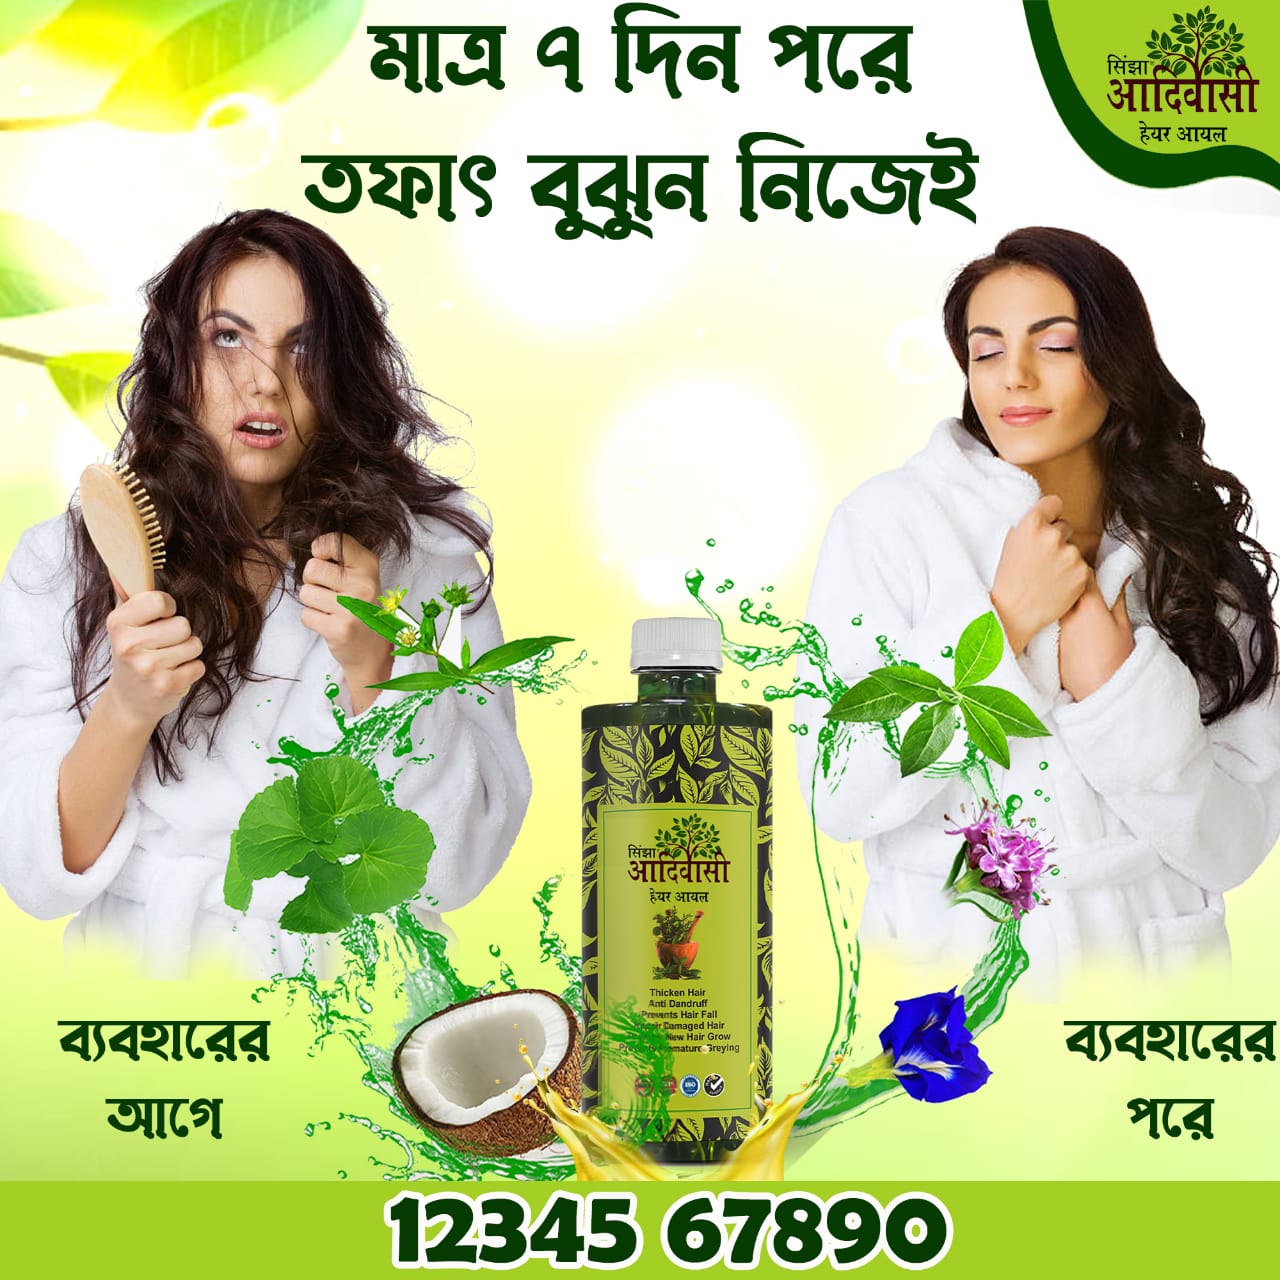 মাত্র ৭ দিন পরে
তফাৎ বুঝুন নিজেই
सिंझा
आदिवासी
हेयर आयल
सिंझा
आदिवासी
हेयर आयल
Thicken Hair
Anti Dandruff
Prevents Hair Fall
Damaged Hair
New Hair Grow
Greying
ISO
ব্যবহারের
আগে
ব্যবহারের
পরে
12345 67890